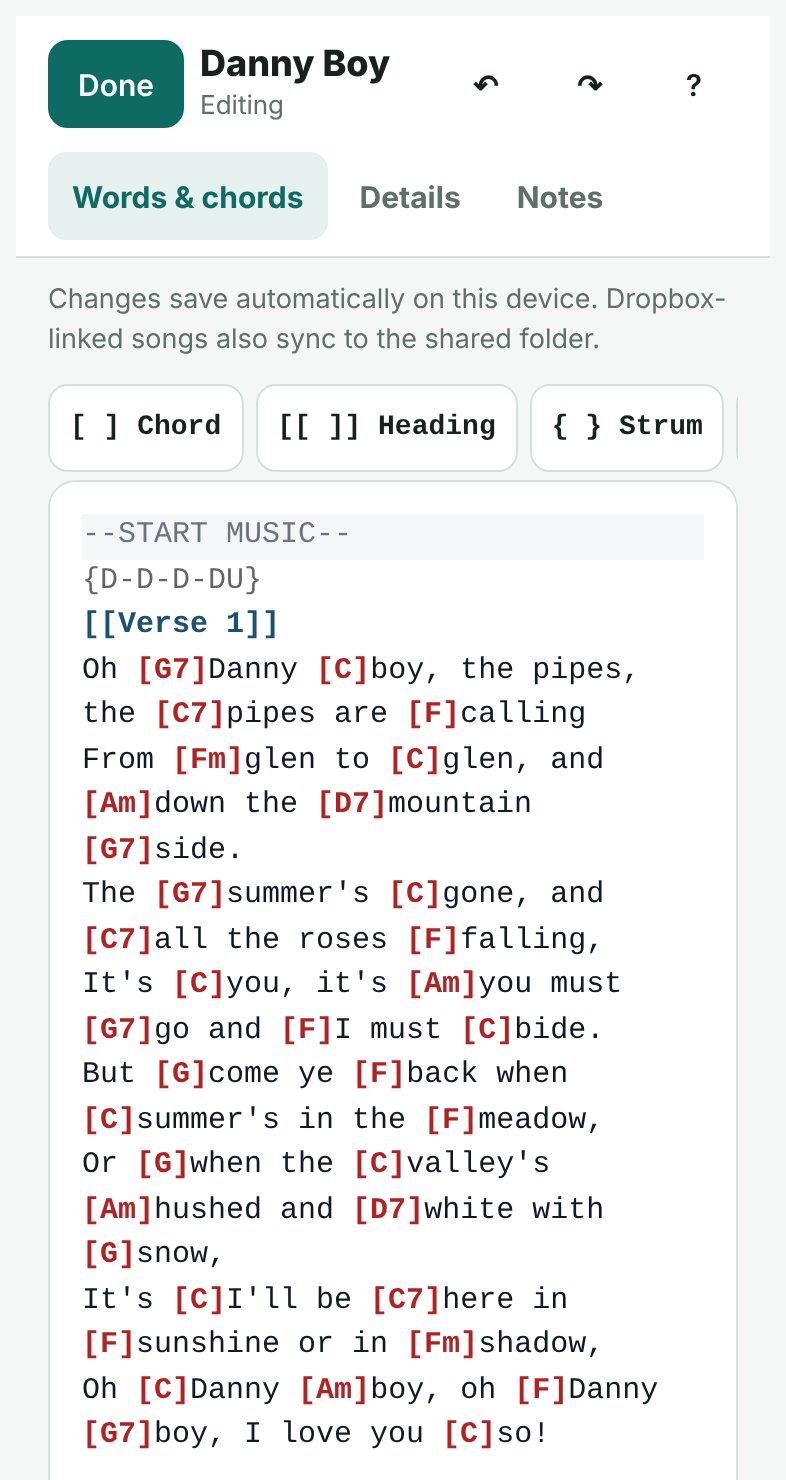 Done
Danny Boy
Editing
↶ ↷ ?
Words & chords Details Notes
Changes save automatically on this device. Dropbox-
linked songs also sync to the shared folder.
[ ] Chord [[ ]] Heading { } Strum
--START MUSIC--
{D-D-D-DU}
[[Verse 1]]
Oh [G7]Danny [C]boy, the pipes,
the [C7]pipes are [F]calling
From [Fm]glen to [C]glen, and
[Am]down the [D7]mountain
[G7]side.
The [G7]summer's [C]gone, and
[C7]all the roses [F]falling,
It's [C]you, it's [Am]you must
[G7]go and [F]I must [C]bide.
But [G]come ye [F]back when
[C]summer's in the [F]meadow,
Or [G]when the [C]valley's
[Am]hushed and [D7]white with
[G]snow,
It's [C]I'll be [C7]here in
[F]sunshine or in [Fm]shadow,
Oh [C]Danny [Am]boy, oh [F]Danny
[G7]boy, I love you [C]so!